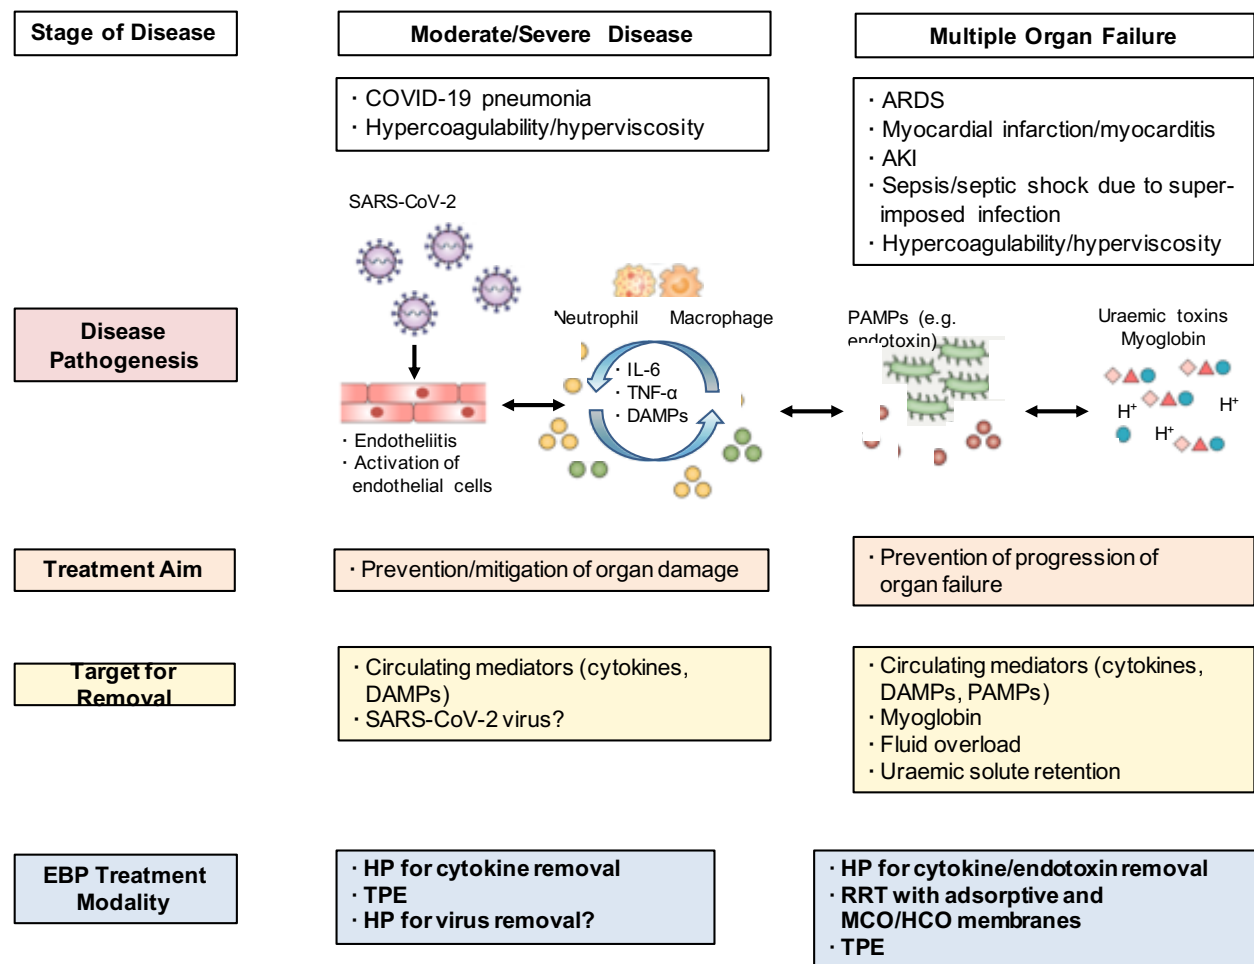 Stage of Disease
Moderate/Severe Disease
Multiple Organ Failure
· COVID-19 pneumonia
· Hypercoagulability/hyperviscosity
· ARDS
· Myocardial infarction/myocarditis
· AKI
· Sepsis/septic shock due to super-
imposed infection
· Hypercoagulability/hyperviscosity
Disease
Pathogenesis
SARS-CoV-2
Neutrophil
Macrophage
· IL-6
· TNF-α
· DAMPs
· Endotheliitis
· Activation of
endothelial cells
PAMPs (e.g.
endotoxin)
Uraemic toxins
Myoglobin
H⁺
H⁺
H⁺
Treatment Aim
· Prevention/mitigation of organ damage
· Prevention of progression of
organ failure
Target for
Removal
· Circulating mediators (cytokines,
DAMPs)
· SARS-CoV-2 virus?
· Circulating mediators (cytokines,
DAMPs, PAMPs)
· Myoglobin
· Fluid overload
· Uraemic solute retention
EBP Treatment
Modality
· HP for cytokine removal
· TPE
· HP for virus removal?
· HP for cytokine/endotoxin removal
· RRT with adsorptive and
MCO/HCO membranes
· TPE